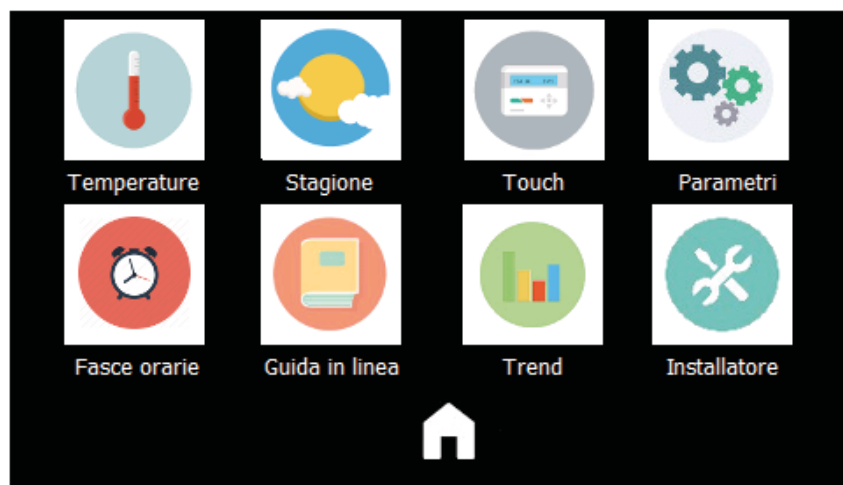 Temperature
Stagione
Touch
Parametri
Fasce orarie
Guida in linea
Trend
Installatore